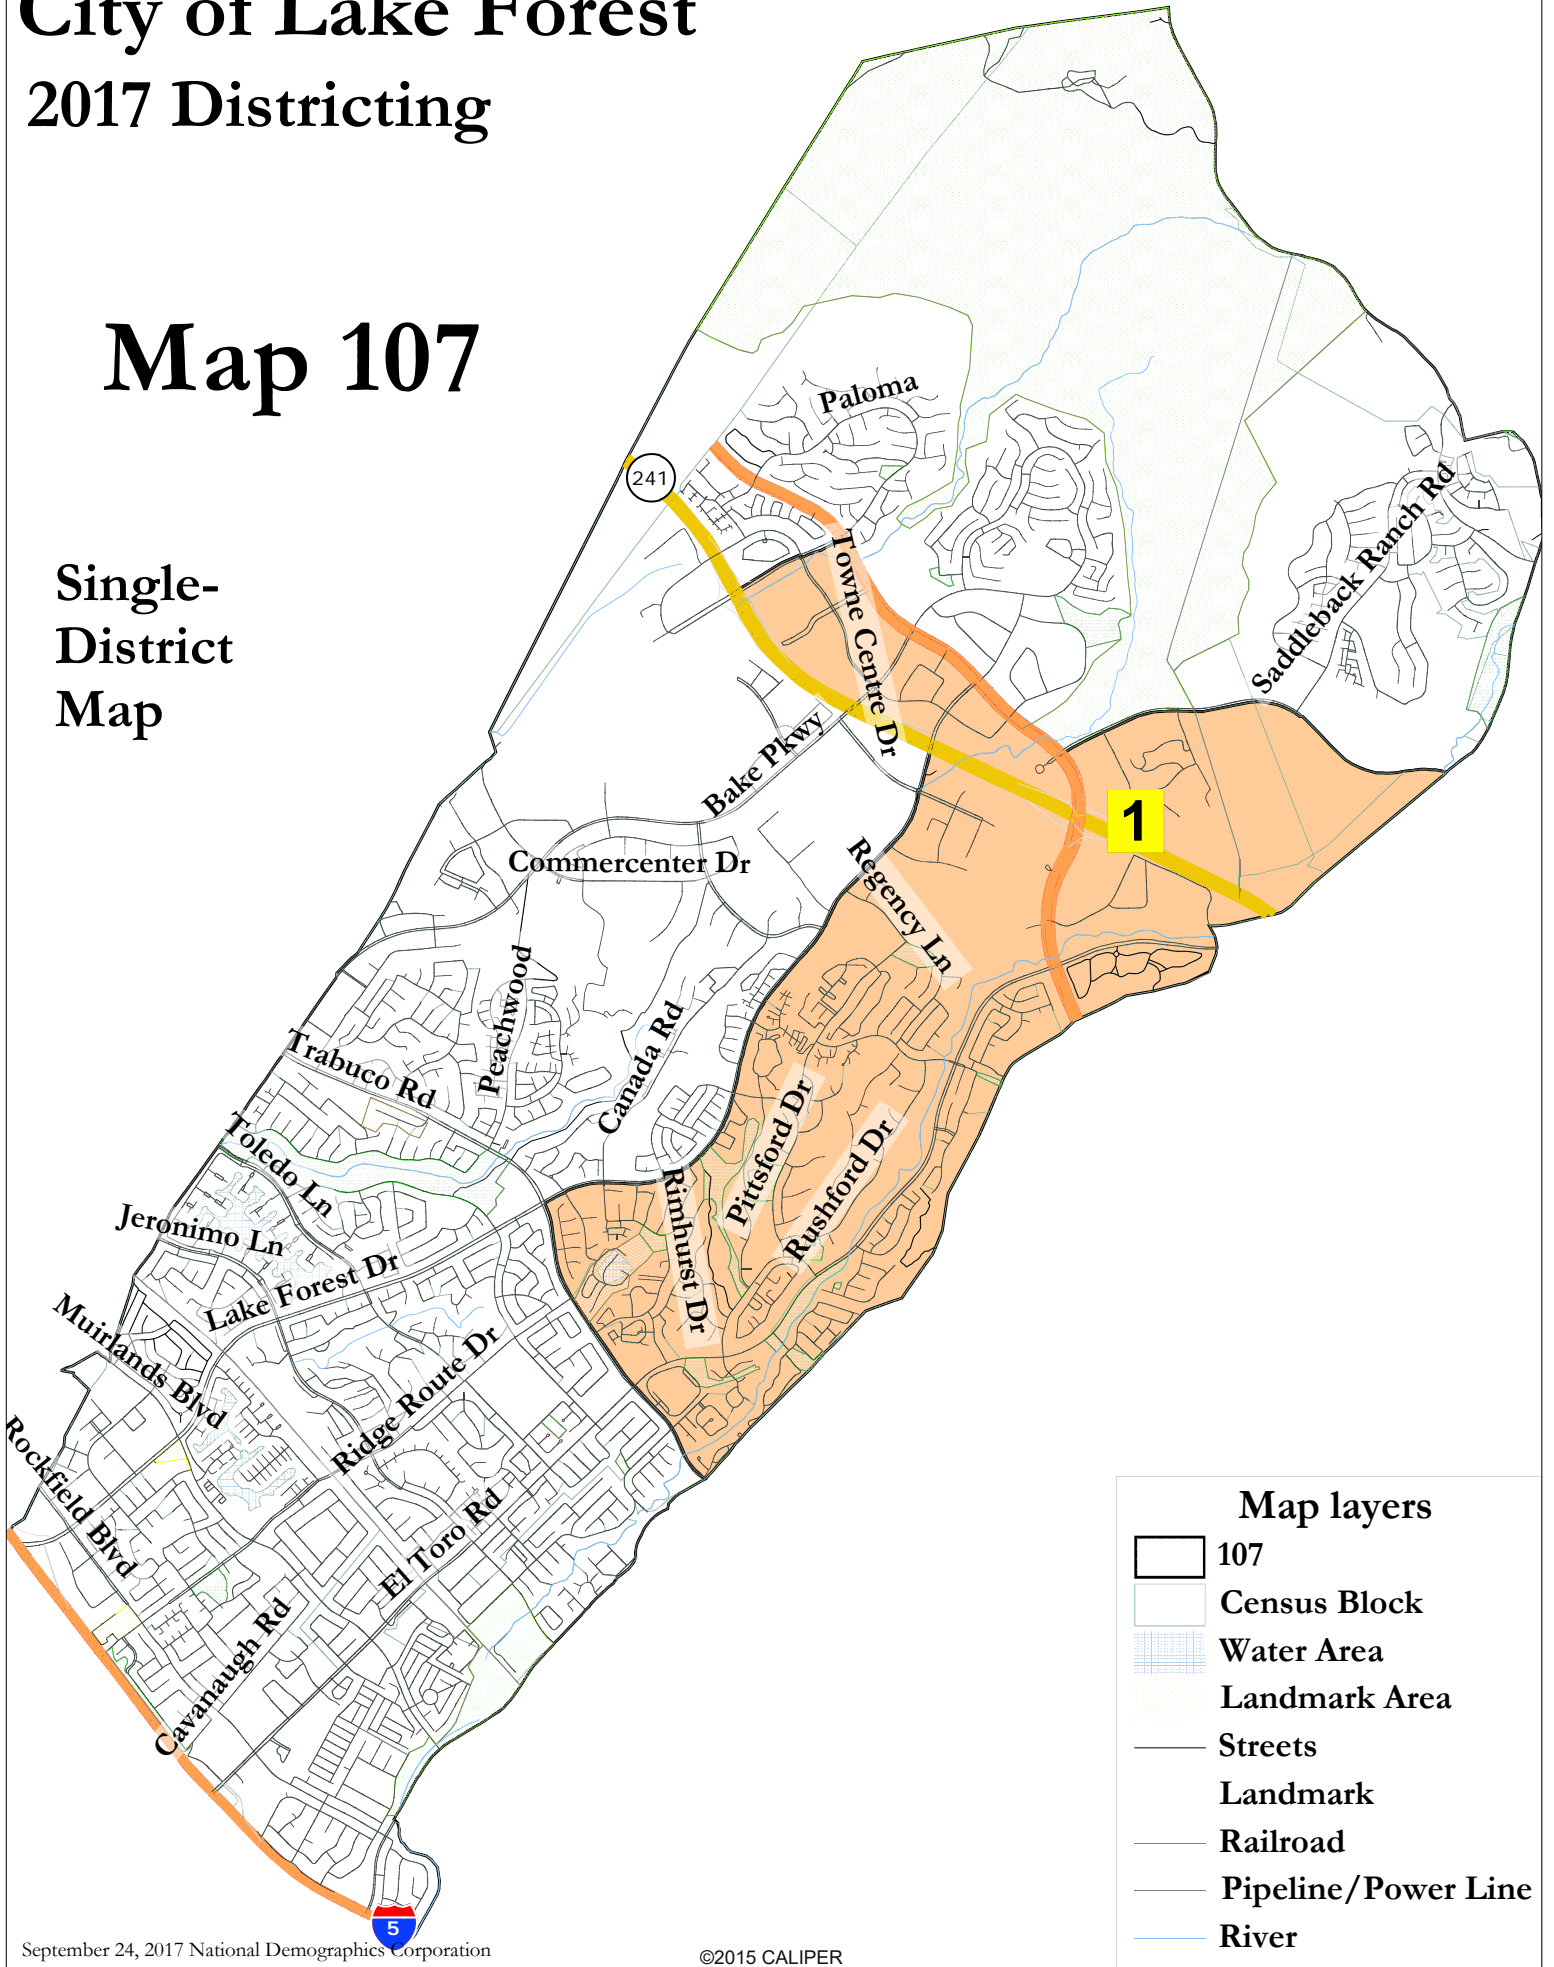 City of Lake Forest
2017 Districting
Map 107
Single-
District
Map
Paloma
241
Towne Centre Dr
Saddleback Ranch Rd
Bake Pkwy
1
Commercenter Dr
Regency Ln
Peachwood
Canada Rd
Trabuco Rd
Toledo Ln
Pittsford Dr
Rushford Dr
Rimhurst Dr
Jeronimo Ln
Lake Forest Dr
Muirlands Blvd
Ridge Route Dr
Rockfield Blvd
El Toro Rd
Cavanaugh Rd
5
Map layers
107
Census Block
Water Area
Landmark Area
Streets
Landmark
Railroad
Pipeline/Power Line
River
September 24, 2017 National Demographics Corporation
©2015 CALIPER